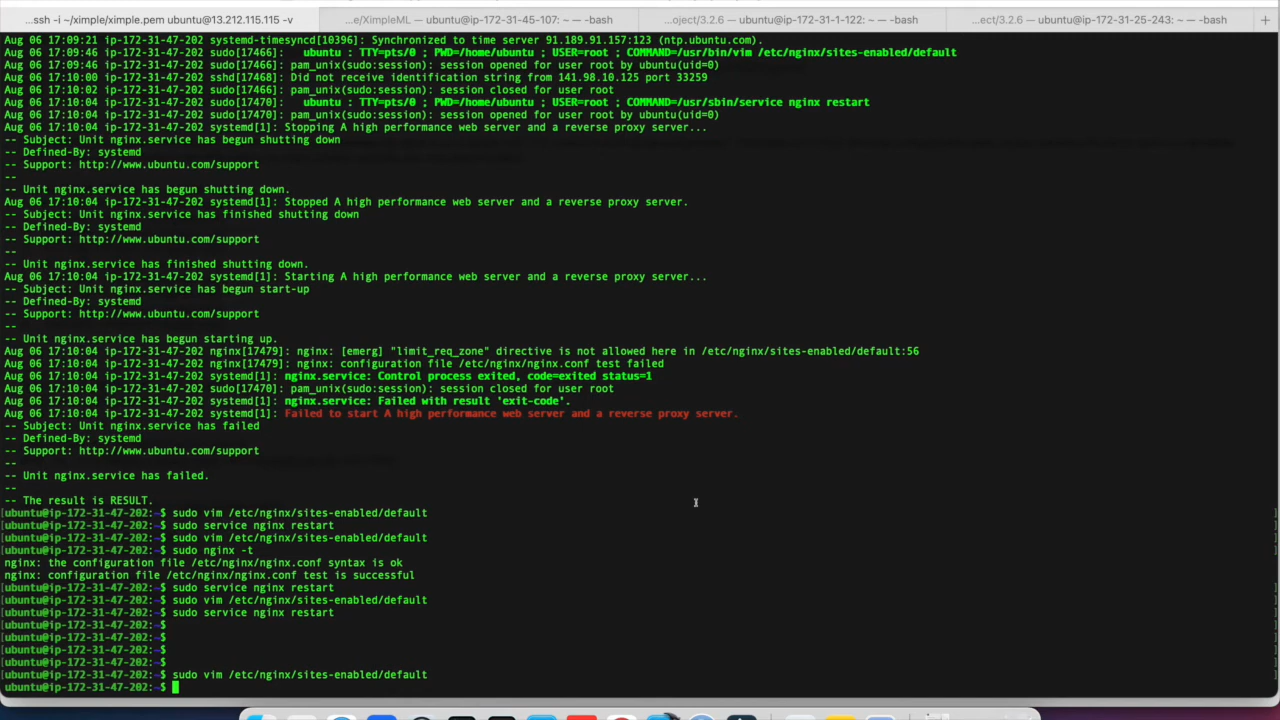 ...ssh -i ~/ximple/ximple.pem ubuntu@13.212.115.115 -v
...e/XimpleML — ubuntu@ip-172-31-45-107: ~ — -bash
...oject/3.2.6 — ubuntu@ip-172-31-1-122: ~ — -bash
...ect/3.2.6 — ubuntu@ip-172-31-25-243: ~ — -bash
+
Aug 06 17:09:21 ip-172-31-47-202 systemd-timesyncd[10396]: Synchronized to time server 91.189.91.157:123 (ntp.ubuntu.com).
Aug 06 17:09:46 ip-172-31-47-202 sudo[17466]:   ubuntu : TTY=pts/0 ; PWD=/home/ubuntu ; USER=root ; COMMAND=/usr/bin/vim /etc/nginx/sites-enabled/default
Aug 06 17:09:46 ip-172-31-47-202 sudo[17466]: pam_unix(sudo:session): session opened for user root by ubuntu(uid=0)
Aug 06 17:10:00 ip-172-31-47-202 sshd[17468]: Did not receive identification string from 141.98.10.125 port 33259
Aug 06 17:10:02 ip-172-31-47-202 sudo[17466]: pam_unix(sudo:session): session closed for user root
Aug 06 17:10:04 ip-172-31-47-202 sudo[17470]:   ubuntu : TTY=pts/0 ; PWD=/home/ubuntu ; USER=root ; COMMAND=/usr/sbin/service nginx restart
Aug 06 17:10:04 ip-172-31-47-202 sudo[17470]: pam_unix(sudo:session): session opened for user root by ubuntu(uid=0)
Aug 06 17:10:04 ip-172-31-47-202 systemd[1]: Stopping A high performance web server and a reverse proxy server...
-- Subject: Unit nginx.service has begun shutting down
-- Defined-By: systemd
-- Support: http://www.ubuntu.com/support
--
-- Unit nginx.service has begun shutting down.
Aug 06 17:10:04 ip-172-31-47-202 systemd[1]: Stopped A high performance web server and a reverse proxy server.
-- Subject: Unit nginx.service has finished shutting down
-- Defined-By: systemd
-- Support: http://www.ubuntu.com/support
--
-- Unit nginx.service has finished shutting down.
Aug 06 17:10:04 ip-172-31-47-202 systemd[1]: Starting A high performance web server and a reverse proxy server...
-- Subject: Unit nginx.service has begun start-up
-- Defined-By: systemd
-- Support: http://www.ubuntu.com/support
--
-- Unit nginx.service has begun starting up.
Aug 06 17:10:04 ip-172-31-47-202 nginx[17479]: nginx: [emerg] "limit_req_zone" directive is not allowed here in /etc/nginx/sites-enabled/default:56
Aug 06 17:10:04 ip-172-31-47-202 nginx[17479]: nginx: configuration file /etc/nginx/nginx.conf test failed
Aug 06 17:10:04 ip-172-31-47-202 systemd[1]: nginx.service: Control process exited, code=exited status=1
Aug 06 17:10:04 ip-172-31-47-202 sudo[17470]: pam_unix(sudo:session): session closed for user root
Aug 06 17:10:04 ip-172-31-47-202 systemd[1]: nginx.service: Failed with result 'exit-code'.
Aug 06 17:10:04 ip-172-31-47-202 systemd[1]: Failed to start A high performance web server and a reverse proxy server.
-- Subject: Unit nginx.service has failed
-- Defined-By: systemd
-- Support: http://www.ubuntu.com/support
--
-- Unit nginx.service has failed.
--
-- The result is RESULT.
[ubuntu@ip-172-31-47-202:~$ sudo vim /etc/nginx/sites-enabled/default ]
[ubuntu@ip-172-31-47-202:~$ sudo service nginx restart ]
[ubuntu@ip-172-31-47-202:~$ sudo vim /etc/nginx/sites-enabled/default ]
[ubuntu@ip-172-31-47-202:~$ sudo nginx -t ]
nginx: the configuration file /etc/nginx/nginx.conf syntax is ok
nginx: configuration file /etc/nginx/nginx.conf test is successful
[ubuntu@ip-172-31-47-202:~$ sudo service nginx restart ]
[ubuntu@ip-172-31-47-202:~$ sudo vim /etc/nginx/sites-enabled/default ]
[ubuntu@ip-172-31-47-202:~$ sudo service nginx restart ]
[ubuntu@ip-172-31-47-202:~$ ]
[ubuntu@ip-172-31-47-202:~$ ]
[ubuntu@ip-172-31-47-202:~$ ]
[ubuntu@ip-172-31-47-202:~$ ]
[ubuntu@ip-172-31-47-202:~$ sudo vim /etc/nginx/sites-enabled/default ]
ubuntu@ip-172-31-47-202:~$